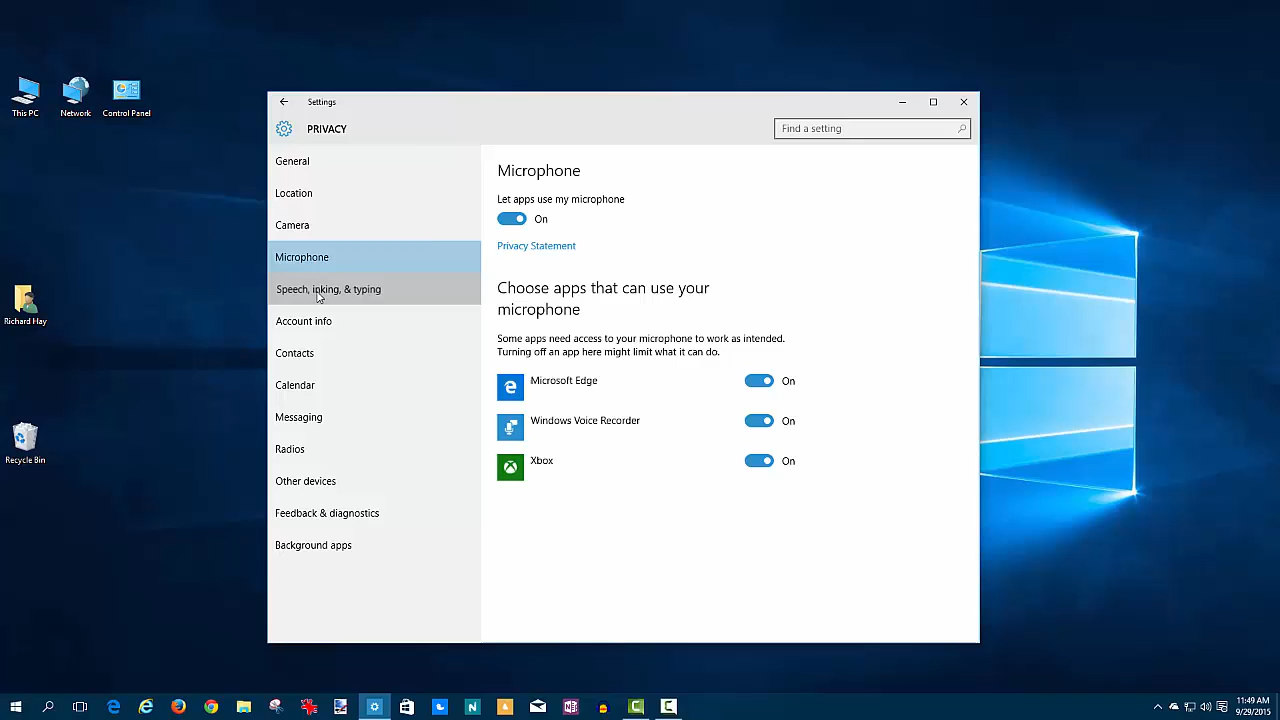 This PC
Network
Control Panel
Richard Hay
Recycle Bin
Settings
PRIVACY
Find a setting
General
Location
Camera
Microphone
Speech, inking, & typing
Account info
Contacts
Calendar
Messaging
Radios
Other devices
Feedback & diagnostics
Background apps
Microphone
Let apps use my microphone
On
Privacy Statement
Choose apps that can use your
microphone
Some apps need access to your microphone to work as intended.
Turning off an app here might limit what it can do.
Microsoft Edge On
Windows Voice Recorder On
Xbox On
11:49 AM
9/29/2015